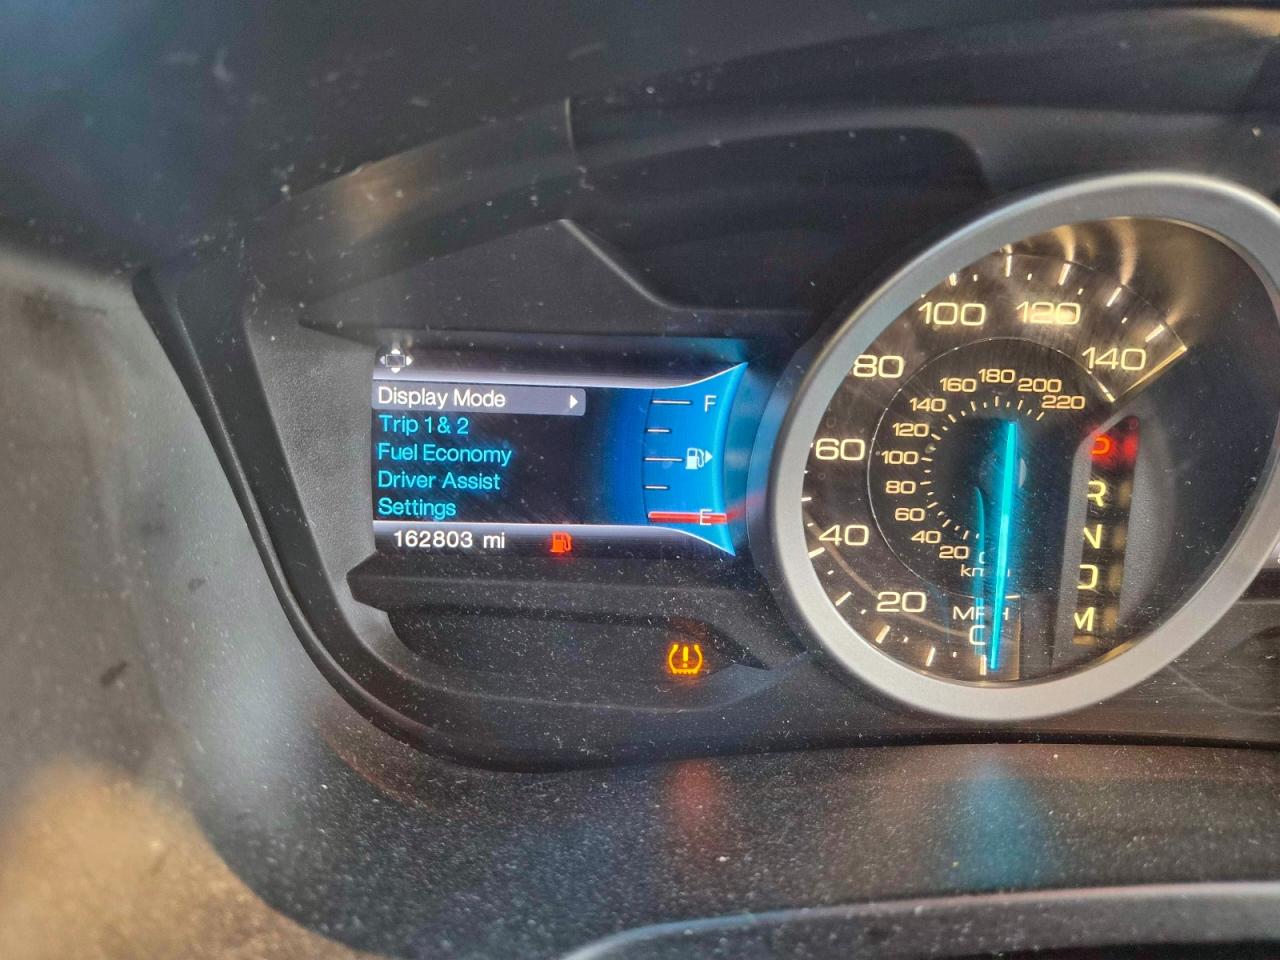 Display Mode
Trip 1 & 2
Fuel Economy
Driver Assist
Settings
162803 mi
F
E
20
40
60
80
100
120
140
MPH
20
40
60
80
100
120
140
160
180
200
220
P
R
N
D
M